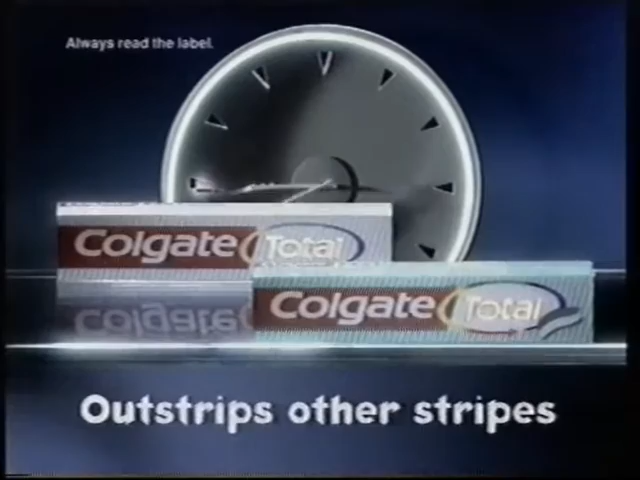 Always read the label.
Colgate Total
Colgate Total
Outstrips other stripes